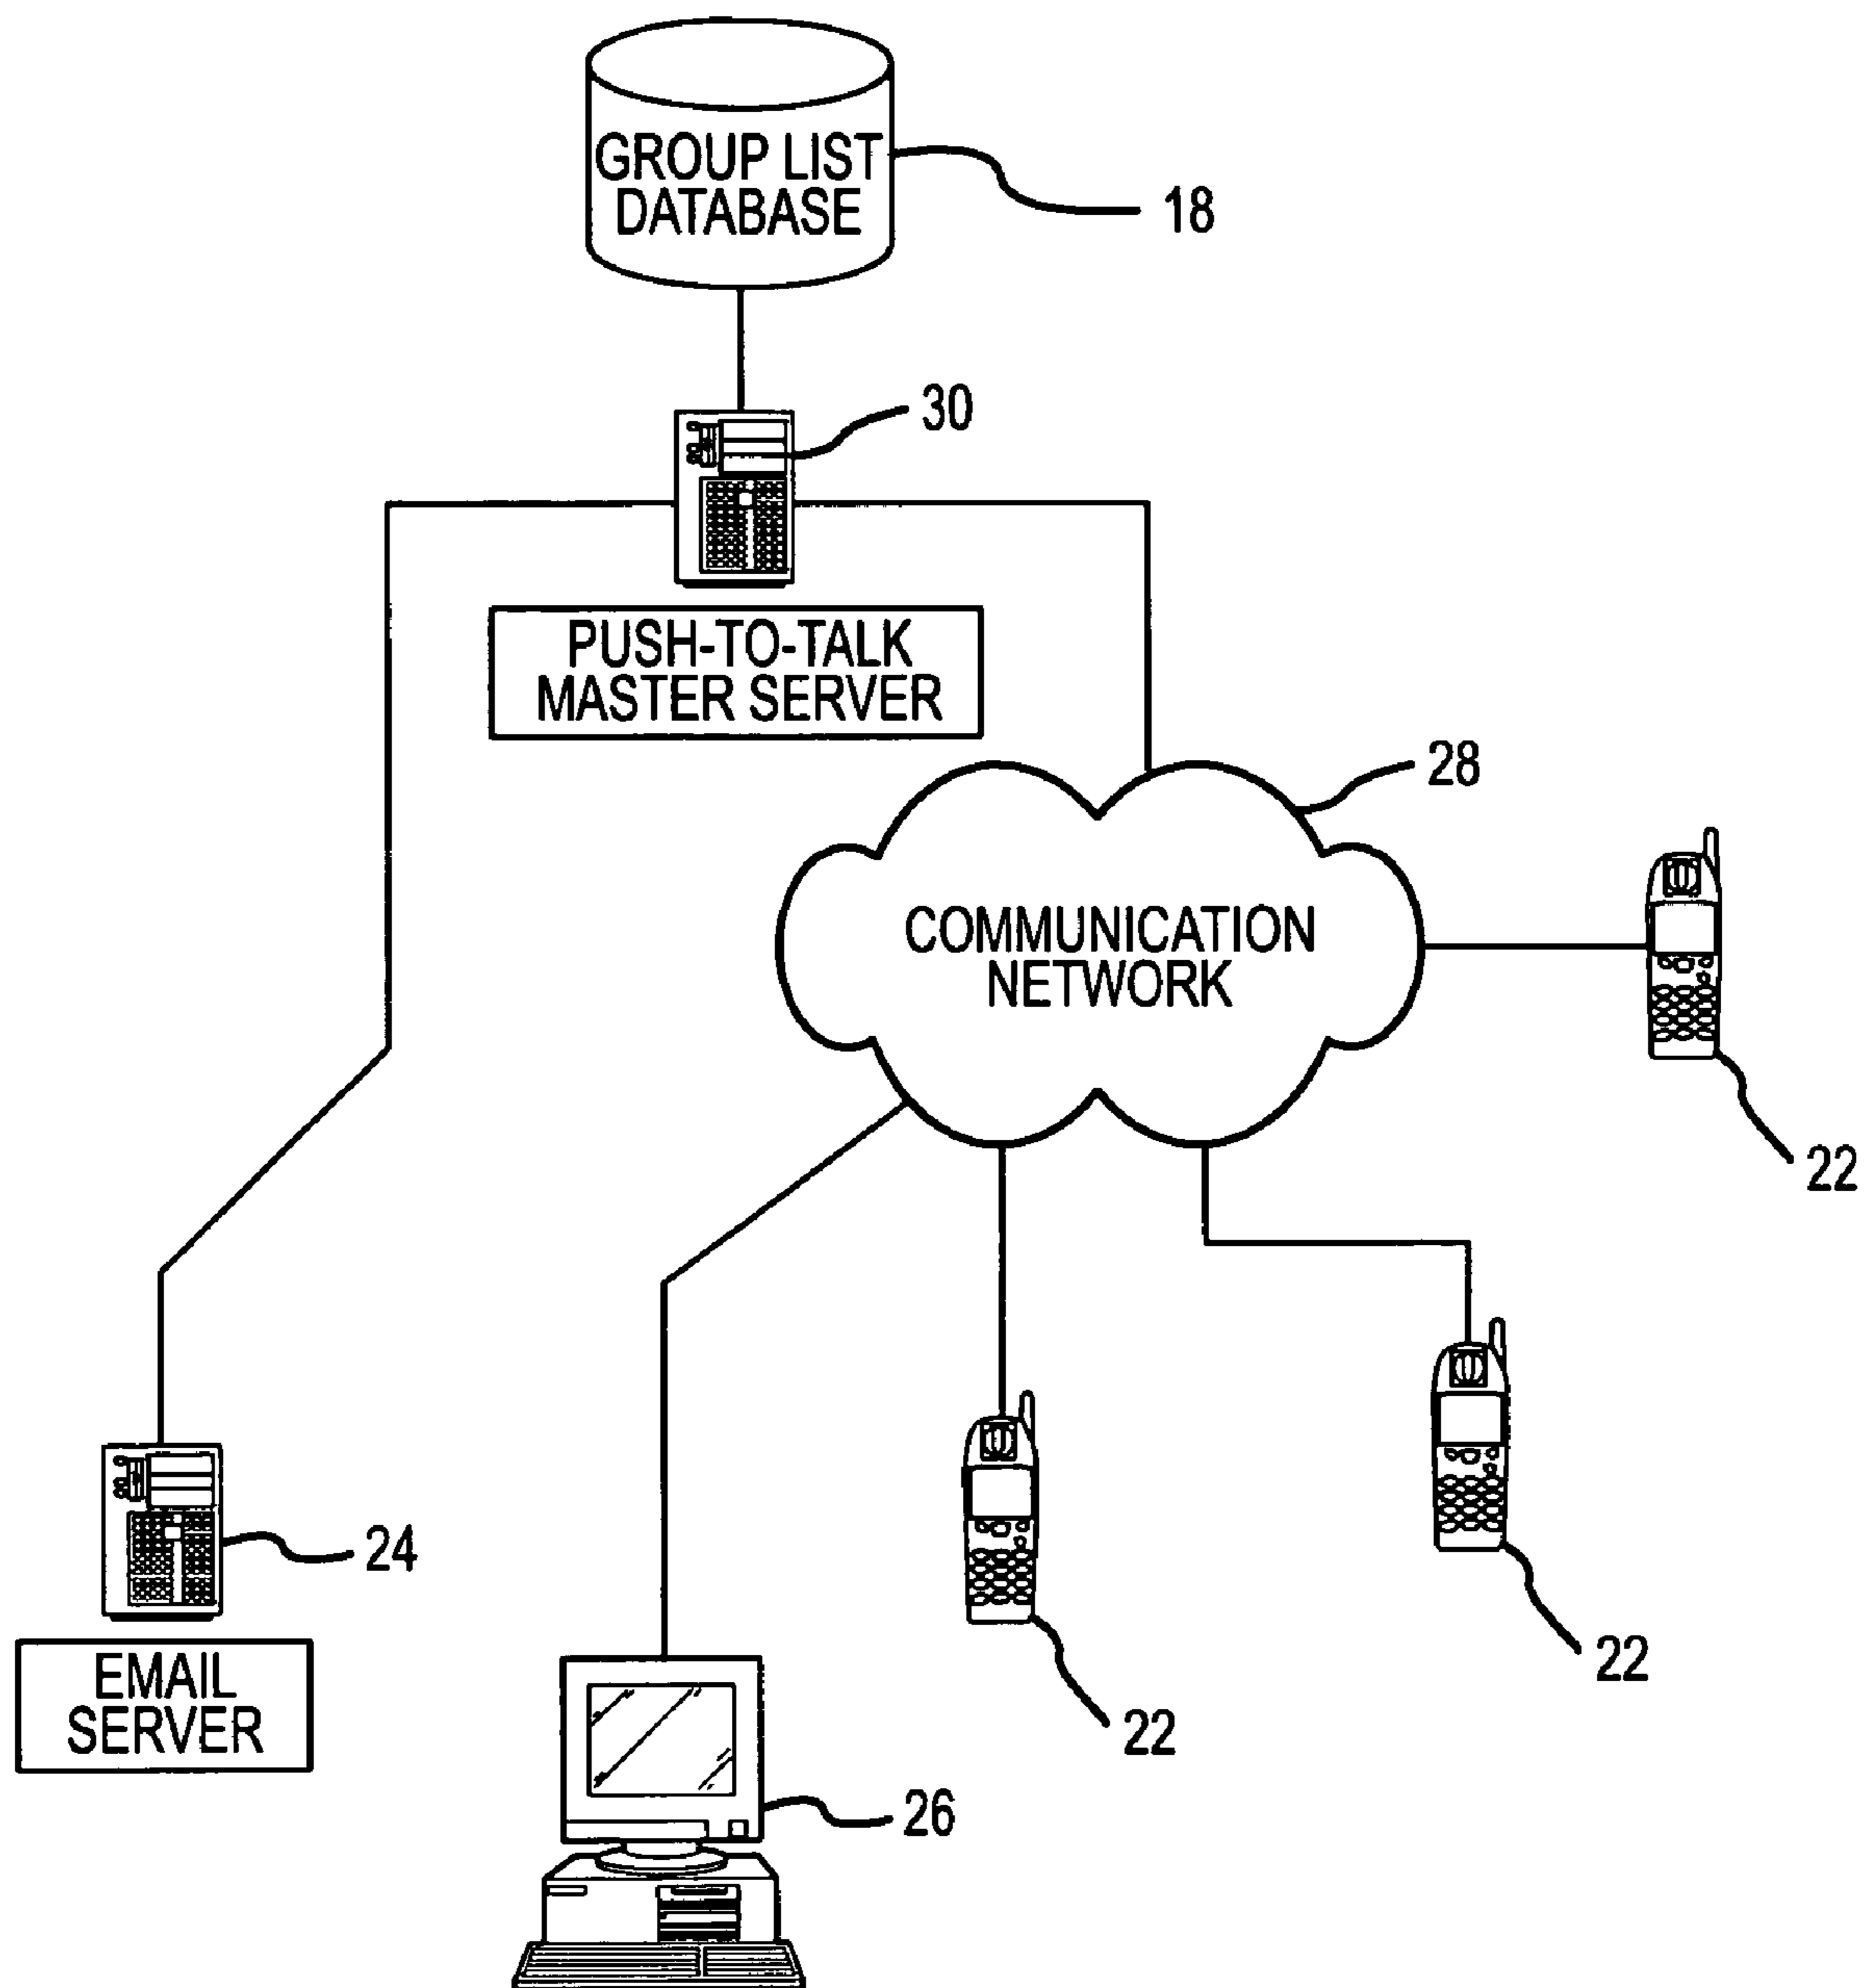 GROUP LIST
DATABASE
18
30
PUSH-TO-TALK
MASTER SERVER
28
COMMUNICATION
NETWORK
22
24
22
EMAIL
SERVER
22
26